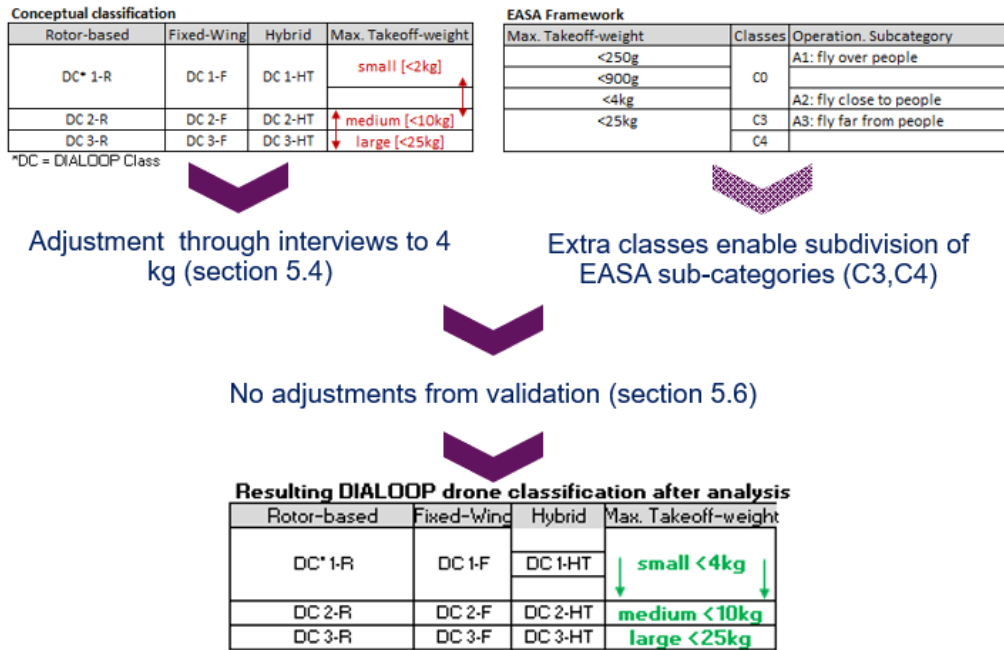 Conceptual classification
Rotor-based Fixed-Wing Hybrid Max. Takeoff-weight
DC* 1-R DC 1-F DC 1-HT small [<2kg]
DC 2-R DC 2-F DC 2-HT medium [<10kg]
DC 3-R DC 3-F DC 3-HT large [<25kg]
*DC = DIALOOP Class
EASA Framework
Max. Takeoff-weight Classes Operation. Subcategory
<250g C0 A1: fly over people
<900g
<4kg A2: fly close to people
<25kg C3 A3: fly far from people
C4
Adjustment through interviews to 4
kg (section 5.4)
Extra classes enable subdivision of
EASA sub-categories (C3,C4)
No adjustments from validation (section 5.6)
Resulting DIALOOP drone classification after analysis
Rotor-based Fixed-Wing Hybrid Max. Takeoff-weight
DC* 1-R DC 1-F DC 1-HT small <4kg
DC 2-R DC 2-F DC 2-HT medium <10kg
DC 3-R DC 3-F DC 3-HT large <25kg